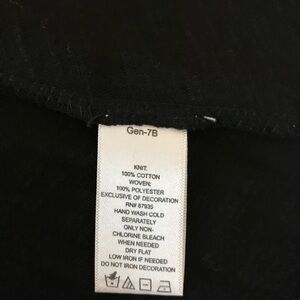 Gen-7B
KNIT:
100% COTTON
WOVEN:
100% POLYESTER
EXCLUSIVE OF DECORATION
RN# 87935
HAND WASH COLD
SEPARATELY
ONLY NON-
CHLORINE BLEACH
WHEN NEEDED
DRY FLAT
LOW IRON IF NEEDED
DO NOT IRON DECORATION